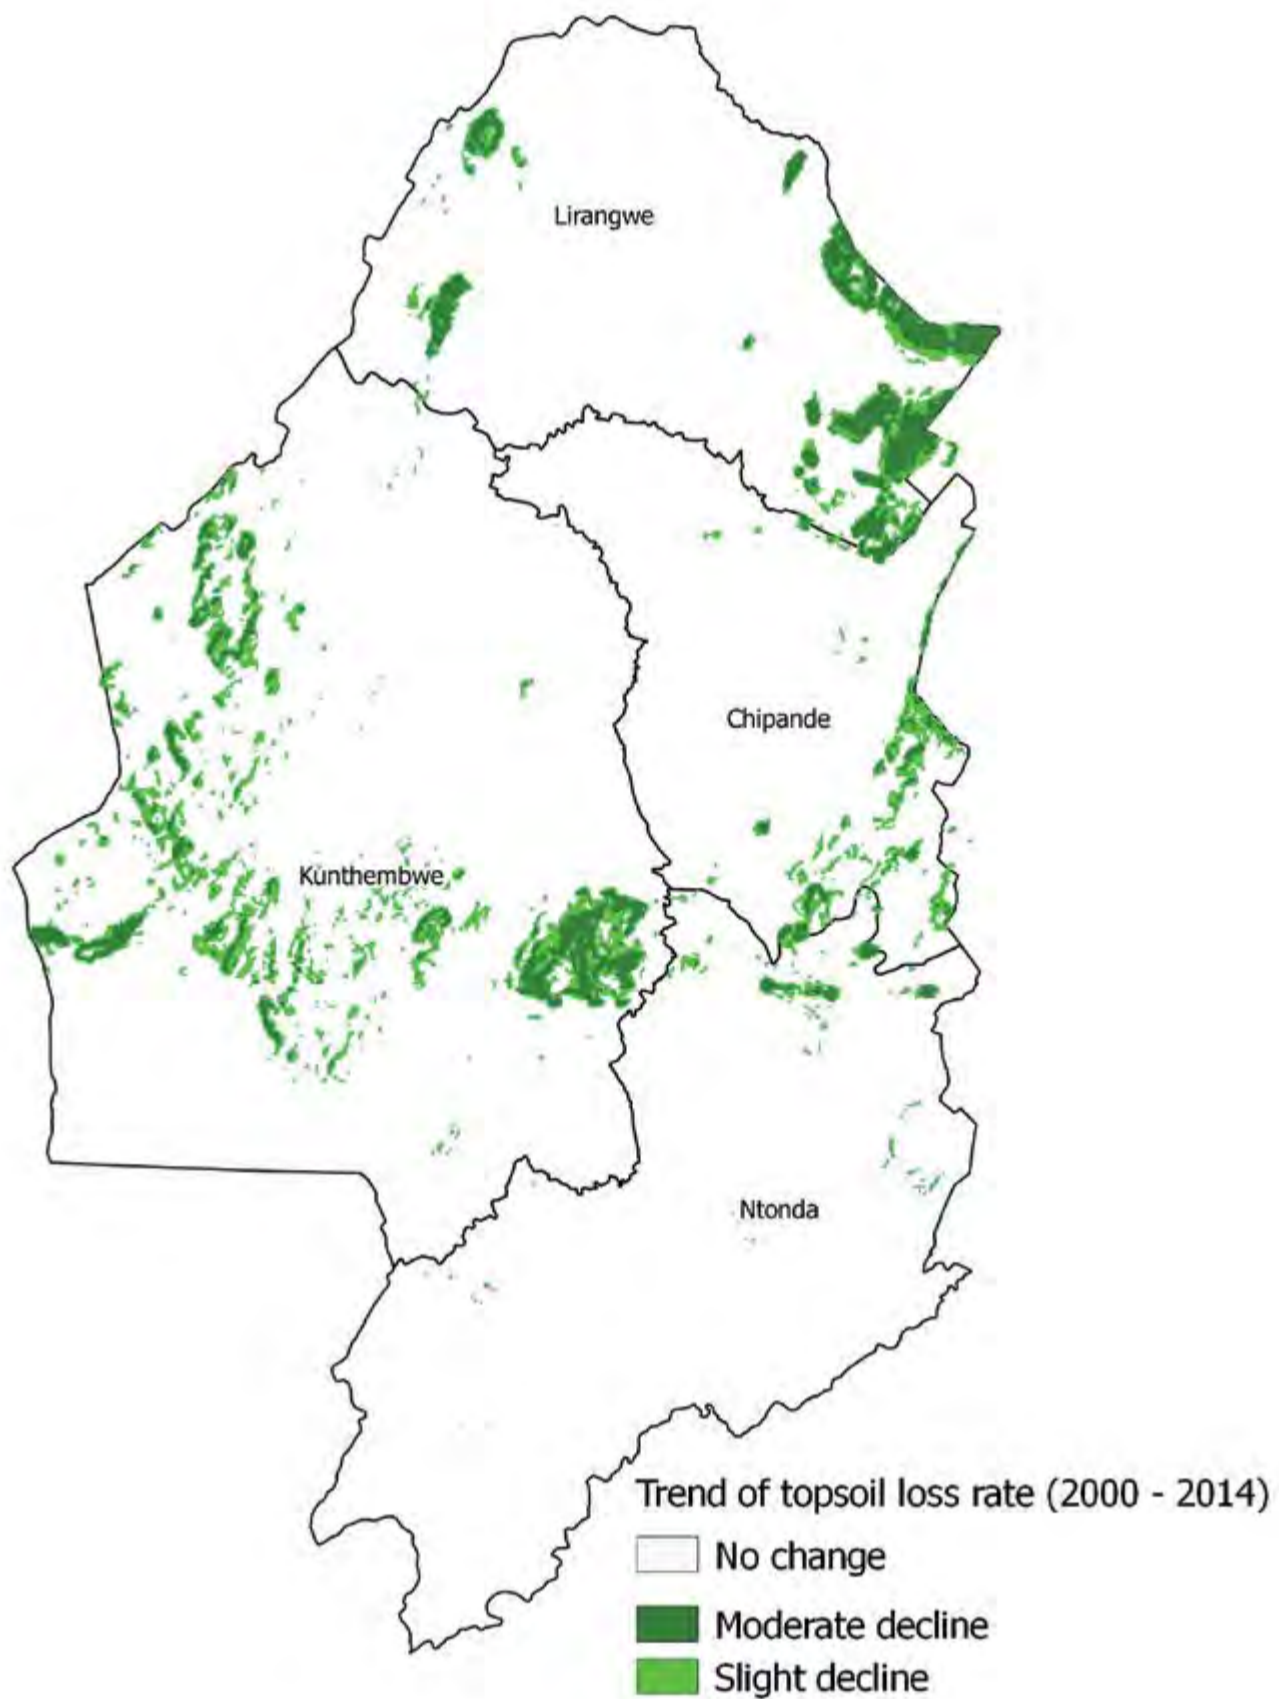 Lirangwe
Chipande
Kunthembwe
Ntonda
Trend of topsoil loss rate (2000 - 2014)
No change
Moderate decline
Slight decline